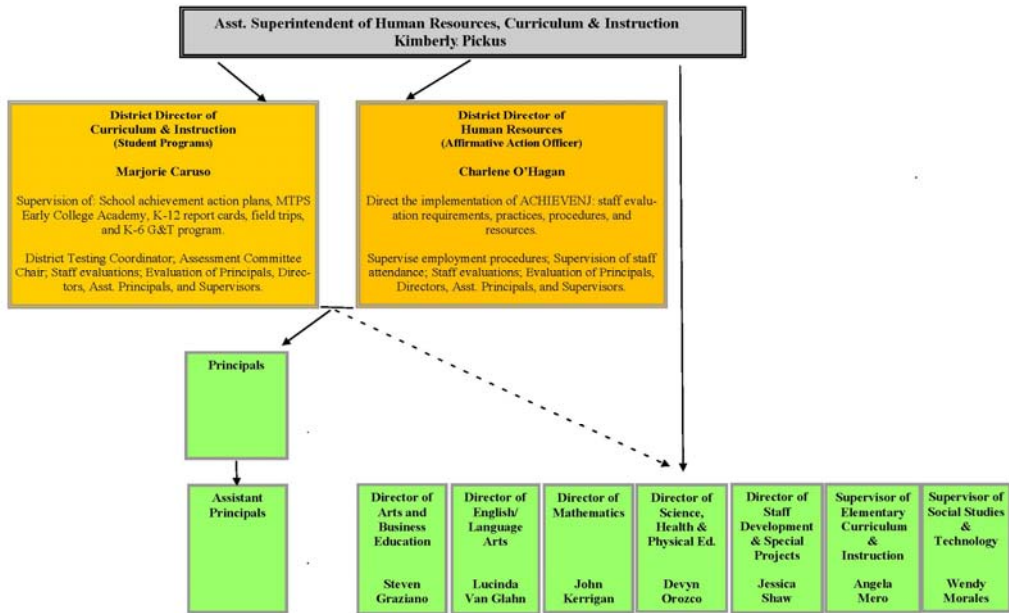 Asst. Superintendent of Human Resources, Curriculum & Instruction
Kimberly Pickus
District Director of
Curriculum & Instruction
(Student Programs)
Marjorie Caruso
Supervision of: School achievement action plans, MTPS
Early College Academy, K-12 report cards, field trips,
and K-6 G&T program.
District Testing Coordinator; Assessment Committee
Chair; Staff evaluations; Evaluation of Principals, Direc-
tors, Asst. Principals, and Supervisors.
District Director of
Human Resources
(Affirmative Action Officer)
Charlene O'Hagan
Direct the implementation of ACHIEVENJ: staff evalu-
ation requirements, practices, procedures, and
resources.
Supervise employment procedures; Supervision of staff
attendance; Staff evaluations; Evaluation of Principals,
Directors, Asst. Principals, and Supervisors.
Principals
Assistant
Principals
Director of
Arts and
Business
Education
Steven
Graziano
Director of
English/
Language
Arts
Lucinda
Van Glahn
Director of
Mathematics
John
Kerrigan
Director of
Science,
Health &
Physical Ed.
Devyn
Orozco
Director of
Staff
Development
& Special
Projects
Jessica
Shaw
Supervisor of
Elementary
Curriculum
&
Instruction
Angela
Mero
Supervisor of
Social Studies
&
Technology
Wendy
Morales